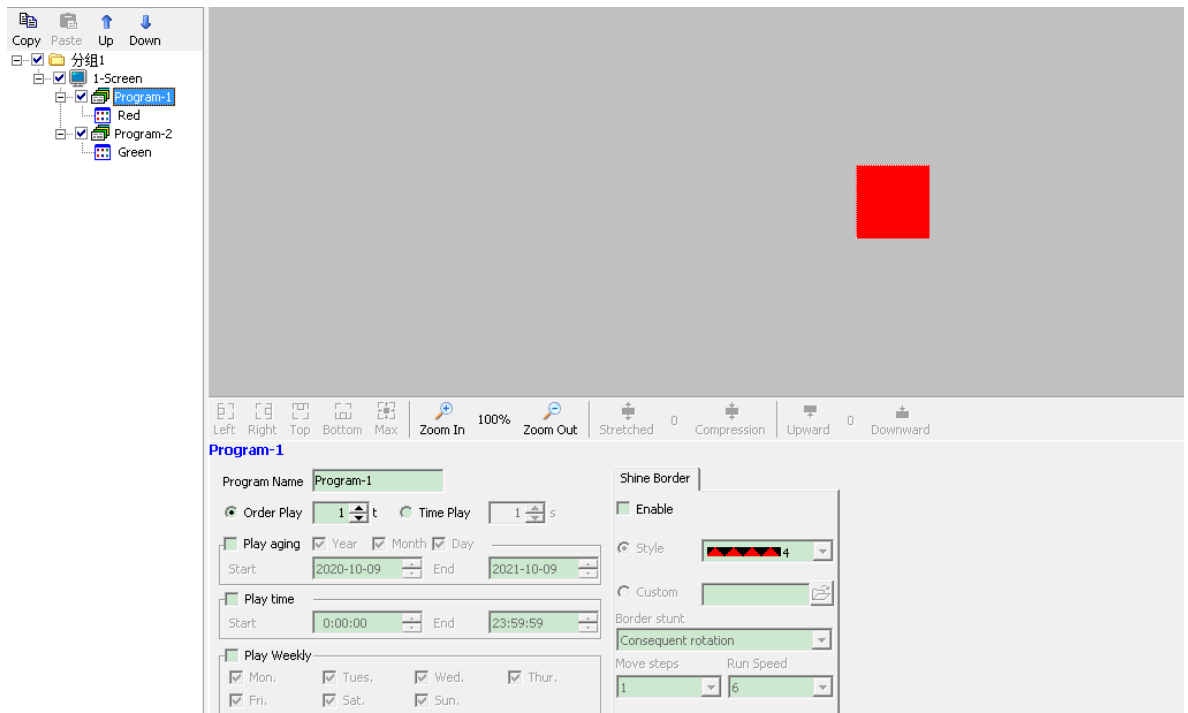 Copy Paste Up Down
分组1
1-Screen
Program-1
Red
Program-2
Green
Left Right Top Bottom Max Zoom In 100% Zoom Out Stretched 0 Compression Upward 0 Downward
Program-1
Program Name Program-1
Order Play 1 t Time Play 1 s
Play aging Year Month Day
Start 2020-10-09 End 2021-10-09
Play time
Start 0:00:00 End 23:59:59
Play Weekly
Mon. Tues. Wed. Thur.
Fri. Sat. Sun.
Shine Border
Enable
Style 4
Custom
Border stunt
Consequent rotation
Move steps Run Speed
1 6